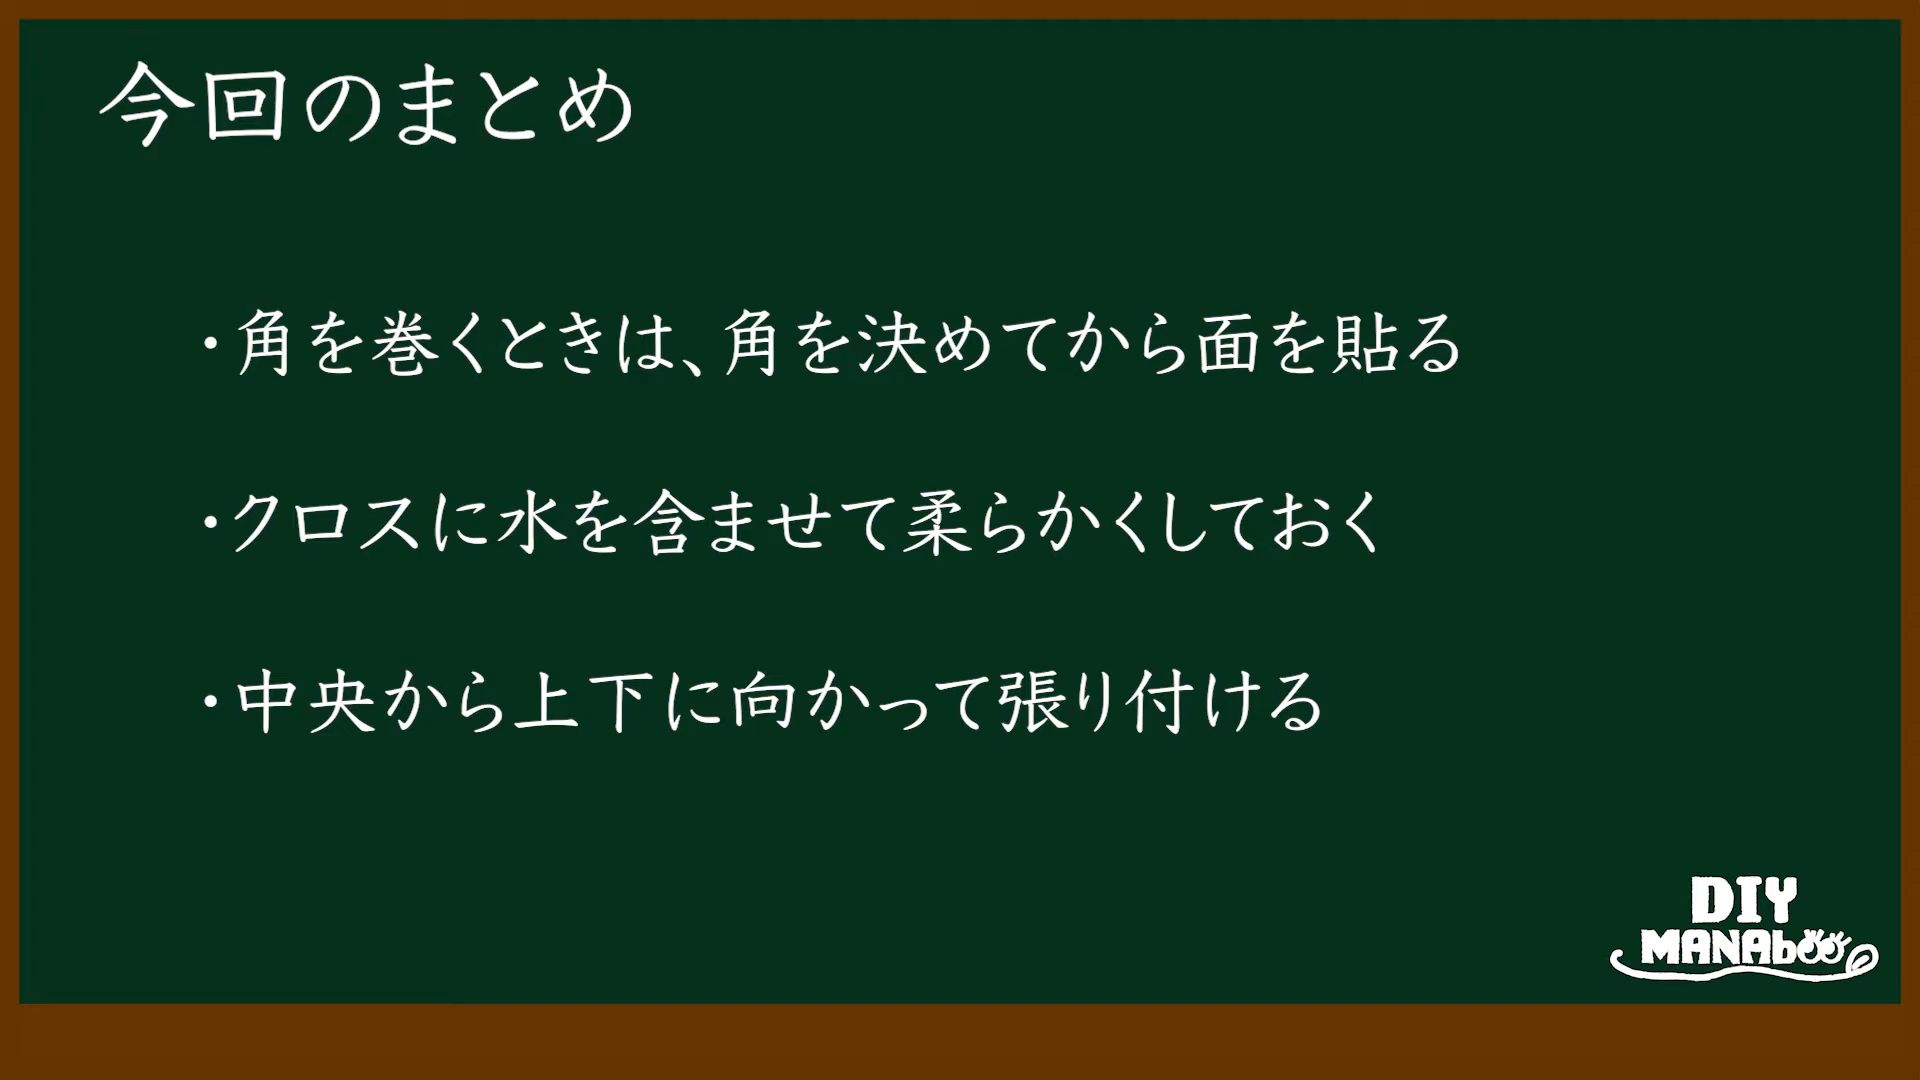 今回のまとめ
・角を巻くときは、角を決めてから面を貼る
・クロスに水を含ませて柔らかくしておく
・中央から上下に向かって張り付ける
DIY
MANAboo